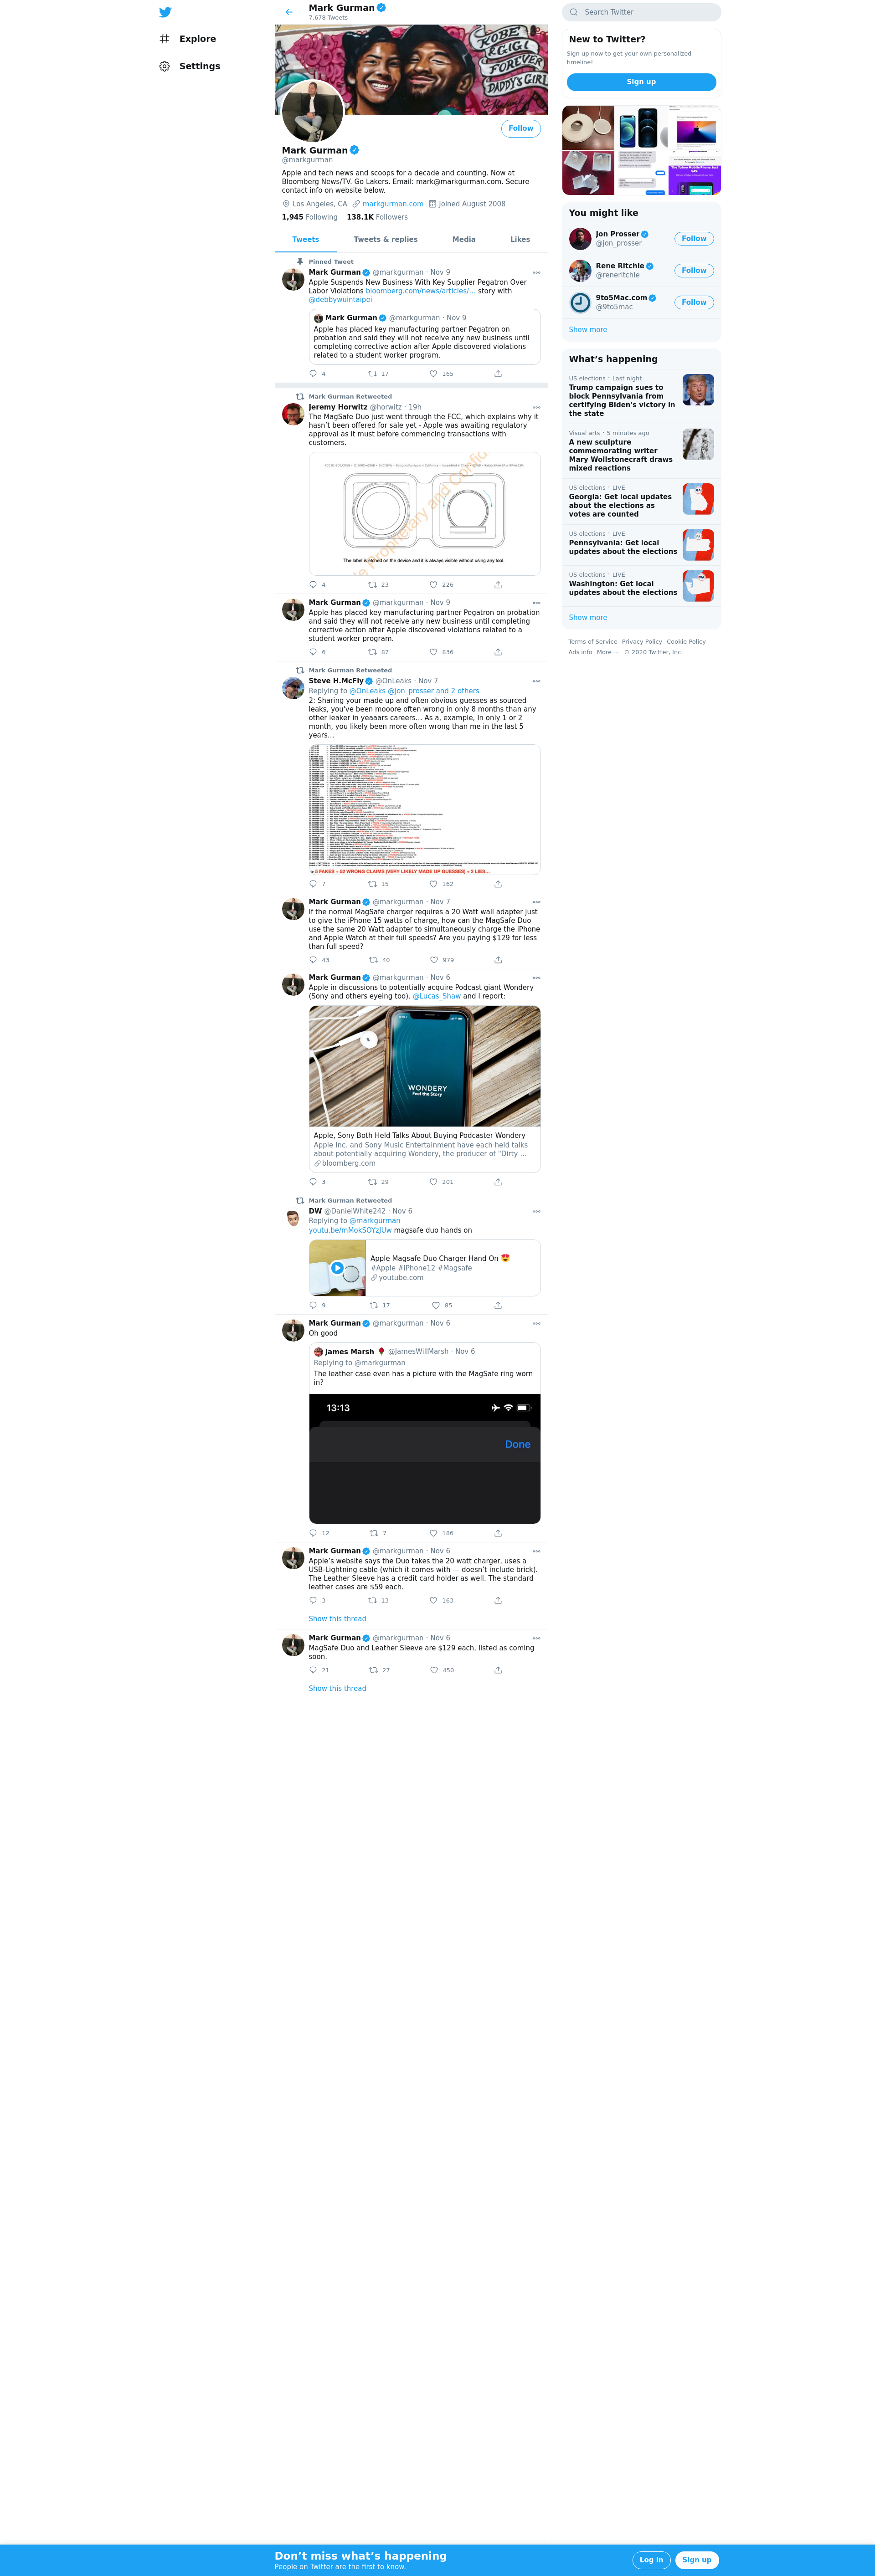 Explore
Settings
Mark Gurman
7,678 Tweets
KOBE
& GIGI
FOREVER
DADDY'S GIRL
Follow
Mark Gurman
@markgurman
Apple and tech news and scoops for a decade and counting. Now at
Bloomberg News/TV. Go Lakers. Email: mark@markgurman.com. Secure
contact info on website below.
Los Angeles, CA markgurman.com Joined August 2008
1,945 Following 138.1K Followers
Tweets Tweets & replies Media Likes
Pinned Tweet
Mark Gurman @markgurman · Nov 9
Apple Suspends New Business With Key Supplier Pegatron Over
Labor Violations bloomberg.com/news/articles/… story with
@debbywuintaipei
Mark Gurman @markgurman · Nov 9
Apple has placed key manufacturing partner Pegatron on
probation and said they will not receive any new business until
completing corrective action after Apple discovered violations
related to a student worker program.
4 17 165
Mark Gurman Retweeted
Jeremy Horwitz @horwitz · 19h
The MagSafe Duo just went through the FCC, which explains why it
hasn’t been offered for sale yet - Apple was awaiting regulatory
approval as it must before commencing transactions with
customers.
The label is etched on the device and it is always visible without using any tool.
4 23 226
Mark Gurman @markgurman · Nov 9
Apple has placed key manufacturing partner Pegatron on probation
and said they will not receive any new business until completing
corrective action after Apple discovered violations related to a
student worker program.
6 87 836
Mark Gurman Retweeted
Steve H.McFly @OnLeaks · Nov 7
Replying to @OnLeaks @jon_prosser and 2 others
2: Sharing your made up and often obvious guesses as sourced
leaks, you’ve been mooore often wrong in only 8 months than any
other leaker in yeaaars careers… As a, example, In only 1 or 2
month, you likely been more often wrong than me in the last 5
years…
5 FAKES + 52 WRONG CLAIMS (VERY LIKELY MADE UP GUESSES) + 2 LIES…
7 15 162
Mark Gurman @markgurman · Nov 7
If the normal MagSafe charger requires a 20 Watt wall adapter just
to give the iPhone 15 watts of charge, how can the MagSafe Duo
use the same 20 Watt adapter to simultaneously charge the iPhone
and Apple Watch at their full speeds? Are you paying $129 for less
than full speed?
43 40 979
Mark Gurman @markgurman · Nov 6
Apple in discussions to potentially acquire Podcast giant Wondery
(Sony and others eyeing too). @Lucas_Shaw and I report:
WONDERY
Feel the Story
Apple, Sony Both Held Talks About Buying Podcaster Wondery
Apple Inc. and Sony Music Entertainment have each held talks
about potentially acquiring Wondery, the producer of “Dirty …
bloomberg.com
3 29 201
Mark Gurman Retweeted
DW @DanielWhite242 · Nov 6
Replying to @markgurman
youtu.be/mMokSOYzJUw magsafe duo hands on
Apple Magsafe Duo Charger Hand On 😍
#Apple #iPhone12 #Magsafe
youtube.com
9 17 85
Mark Gurman @markgurman · Nov 6
Oh good
James Marsh 🌹 @JamesWillMarsh · Nov 6
Replying to @markgurman
The leather case even has a picture with the MagSafe ring worn
in?
13:13
Done
12 7 186
Mark Gurman @markgurman · Nov 6
Apple’s website says the Duo takes the 20 watt charger, uses a
USB-Lightning cable (which it comes with — doesn’t include brick).
The Leather Sleeve has a credit card holder as well. The standard
leather cases are $59 each.
3 13 163
Show this thread
Mark Gurman @markgurman · Nov 6
MagSafe Duo and Leather Sleeve are $129 each, listed as coming
soon.
21 27 450
Show this thread
Search Twitter
New to Twitter?
Sign up now to get your own personalized
timeline!
Sign up
You might like
Jon Prosser
@jon_prosser
Follow
Rene Ritchie
@reneritchie
Follow
9to5Mac.com
@9to5mac
Follow
Show more
What’s happening
US elections · Last night
Trump campaign sues to
block Pennsylvania from
certifying Biden's victory in
the state
Visual arts · 5 minutes ago
A new sculpture
commemorating writer
Mary Wollstonecraft draws
mixed reactions
US elections · LIVE
Georgia: Get local updates
about the elections as
votes are counted
US elections · LIVE
Pennsylvania: Get local
updates about the elections
US elections · LIVE
Washington: Get local
updates about the elections
Show more
Terms of Service Privacy Policy Cookie Policy
Ads info More © 2020 Twitter, Inc.
Don’t miss what’s happening
People on Twitter are the first to know.
Log in
Sign up